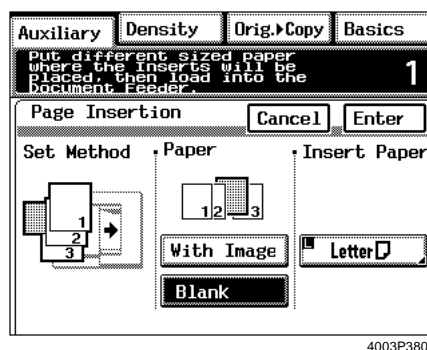 Auxiliary Density Orig.▶Copy Basics
Put different sized paper
where the Inserts will be
placed, then load into the
Document Feeder.
1
Page Insertion Cancel Enter
Set Method Paper Insert Paper
1
2
3
1 2 3
With Image L Letter
Blank
4003P380